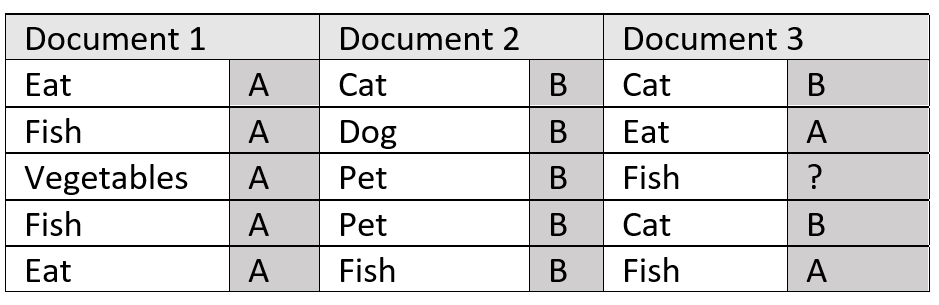 Document 1 Document 2 Document 3
Eat A Cat B Cat B
Fish A Dog B Eat A
Vegetables A Pet B Fish ?
Fish A Pet B Cat B
Eat A Fish B Fish A